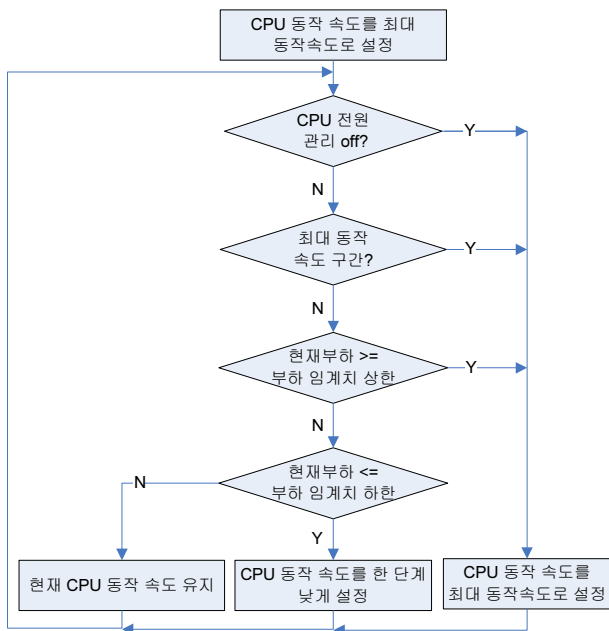 CPU 동작 속도를 최대
동작속도로 설정
CPU 전원
관리 off?
Y
N
최대 동작
속도 구간?
Y
N
현재부하 >=
부하 임계치 상한
Y
N
현재부하 <=
부하 임계치 하한
N
Y
현재 CPU 동작 속도 유지
CPU 동작 속도를 한 단계
낮게 설정
CPU 동작 속도를
최대 동작속도로 설정